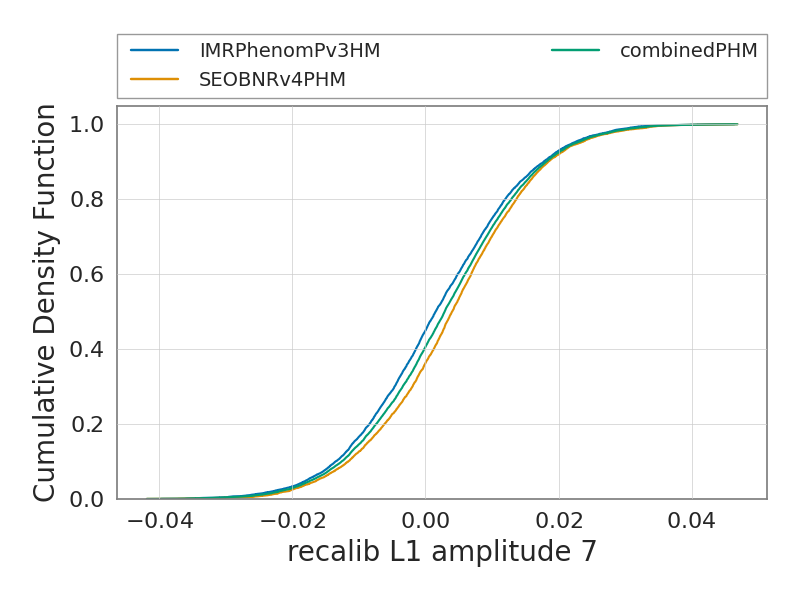 IMRPhenomPv3HM
SEOBNRv4PHM
combinedPHM
Cumulative Density Function
1.0
0.8
0.6
0.4
0.2
0.0
−0.04 −0.02 0.00 0.02 0.04
recalib L1 amplitude 7